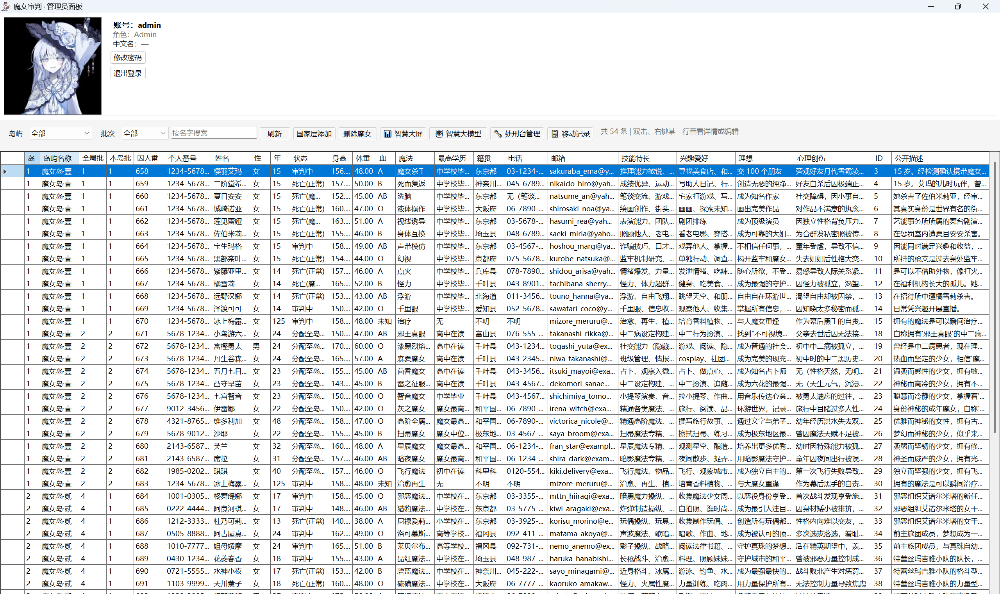 魔女审判 · 管理员面板
账号：admin
角色：Admin
中文名：—
修改密码
退出登录
岛屿 全部 批次 全部 按名字搜索 刷新 国家层添加 删除魔女 智慧大屏 智慧大模型 处刑台管理 移动记录 共 54 条 | 双击、右键某一行查看详情或编辑
岛 岛屿名称 全局批 本岛批 囚人番 个人番号 姓名 性 年 状态 身高 体重 血 魔法 最高学历 籍贯 电话 邮箱 技能特长 兴趣爱好 理想 心理创伤 ID 公开描述
1 魔女岛·壹 1 1 658 1234-5678... 樱羽艾玛 女 15 审判中 156.... 48.00 A 魔女杀手 中学校毕... 东京都 03-1234-... sakuraba_ema@y... 推理能力敏锐、... 寻找美食店、和... 交 100 个朋友 旁观好友月代雪霸凌... 3 15 岁。经检测确认携带魔女...
1 魔女岛·壹 1 1 659 1234-5678... 二阶堂希... 女 15 死亡(正常) 157.... 50.00 B 死而复返 中学校毕... 神奈川... 045-6789... nikaido_hiro@yah... 成绩优异、运动... 写助人日记、行... 创造无恶的纯净... 好友自杀后因极端正... 4 15 岁。艾玛的儿时玩伴，曾...
1 魔女岛·壹 1 1 660 1234-5678... 夏目安安 女 15 死亡(魔... 152.... 45.00 AB 洗脑 中学校毕... 东京都 无（笔谈... natsume_an@yah... 笔谈交流、游戏... 宅家打游戏、写... 成为知名作家 社交障碍，因小事自... 5 她杀害了佐伯米莉亚，经审...
1 魔女岛·壹 1 1 661 1234-5678... 城崎诺亚 女 15 死亡(正常) 160.... 47.00 O 液体操作 中学校毕... 大阪府 06-7890-... shirosaki_noa@ya... 绘画创作、街头... 画画、探索未知... 画出完美作品 对作品不满意的执念... 6 其真实身份是世界有名的街...
1 魔女岛·壹 1 1 662 1234-5678... 莲见蕾娅 女 15 死亡(魔... 163.... 51.00 A 视线诱导 中学校毕... 东京都 03-5678-... hasumi_rea@yah... 表演能力、团队... 剧团排练 成为顶级演员 因独立性格背负压力... 7 艺能事务所所属的舞台剧演...
1 魔女岛·壹 1 1 663 1234-5678... 佐伯米莉... 女 15 死亡(正常) 155.... 46.00 B 身体互换 中学校毕... 埼玉县 048-6789... saeki_miria@yaho... 照顾他人、老电... 看老电影、穿搭... 成为可靠的大姐... 为合群发私密照被传... 8 在惩罚室内遭夏目安安杀害。
1 魔女岛·壹 1 1 664 1234-5678... 宝生玛格 女 15 审判中 158.... 49.00 AB 声带模仿 中学校毕... 东京都 03-4567-... hoshou_marg@ya... 诈骗技巧、口才... 戏弄他人、掌握... 不相信任何事，... 童年受虐，导致不信... 9 因能同时满足兴趣和收益，...
1 魔女岛·壹 1 1 665 1234-5678... 黑部奈叶... 女 15 死亡(正常) 154.... 44.00 O 幻视 中学校毕... 京都府 075-5678... kurobe_natsuka@... 监牢机制研究、... 单独行动、调查... 揭开监牢和魔女... 失去姐姐后性格大变... 10 所持的枪支是过去身处监牢...
1 魔女岛·壹 1 1 666 1234-5678... 紫藤亚里... 女 14 死亡(正常) 157.... 46.00 A 点火 中学校毕... 兵库县 078-7890... shidou_arisa@yah... 情绪爆发、力量... 发泄情绪、吃辣... 随心所欲，不受... 易怒导致人际关系紧... 11 是可以不借助外物，像打火...
1 魔女岛·壹 1 1 667 1234-5678... 橘雪莉 女 14 死亡(魔... 165.... 52.00 B 怪力 中学校毕... 千叶县 043-8901... tachibana_sherry... 怪力、体力超群... 健身、吃美食、... 成为最强的守护... 因怪力被孤立，渴望... 12 在福利机构长大的孤儿。她...
1 魔女岛·壹 1 1 668 1234-5678... 远野汉娜 女 14 死亡(正常) 153.... 43.00 AB 浮游 中学校毕... 北海道 011-3456... touno_hanna@ya... 浮游、自由飞翔... 眺望天空、和朋... 自由自在环游世... 渴望自由却被囚禁，... 13 在招待所中遭橘雪莉杀害。
1 魔女岛·壹 1 1 669 1234-5678... 泽渡可可 女 14 审判中 150.... 42.00 O 千里眼 中学校毕... 爱知县 052-5678... sawatari_coco@y... 千里眼、信息收... 观察他人、收集... 掌握所有信息，... 因知晓太多秘密而孤... 14 日常凭兴趣开展直播。
1 魔女岛·壹 1 1 670 1234-5678... 冰上梅露... 女 125 审判中 158.... 48.00 未知 治疗 无 不明 不明 mizore_meruru@... 治愈、再生、植... 培育香料植物、... 与大魔女重逢 作为幕后黑手的自责... 15 拥有的魔法是可以瞬间治疗...
1 魔女岛·壹 2 2 671 5678-1234... 小鸟游六... 女 24 分配至岛... 150.... 47.00 AB 邪王真眼 高中在读 富山县 076-555-... takanashi_rikka@... 中二病设定构建... 中二行为扮演、... 找到"不可视境... 父亲去世后因无法接... 18 自称拥有'邪王真眼'的中二病...
1 魔女岛·壹 2 2 672 5678-1234... 富樫勇太 男 24 分配至岛... 170.... 60.00 O 漆黑烈焰... 高中在读 千叶县 043-1234... togashi_yuta@ex... 社交能力（隐藏... 游戏、阅读、隐... 成为普通的社会... 初中中二病被孤立，... 19 曾经是中二病患者，现在理...
1 魔女岛·壹 2 2 673 5678-1234... 丹生谷森... 女 24 分配至岛... 165.... 57.00 A 森夏魔女 高中在读 千叶县 043-2345... niwa_takanashi@... 班级管理、情报... cosplay、社团... 成为完美的现充... 初中时的中二黑历史... 20 热血而坚定的少女，相信'魔...
1 魔女岛·壹 2 2 674 5678-1234... 五月七日... 女 23 分配至岛... 155.... 45.00 AB 茴香魔女 高中在读 千叶县 043-3456... itsuki_mayoi@exa... 占卜、观察入微... 占卜、做点心、... 成为知名占卜师 无（性格天然，无明... 21 温柔而感性的少女，拥有敏...
1 魔女岛·壹 2 2 675 5678-1234... 凸守早苗 女 23 分配至岛... 143.... 45.00 B 雷之征服... 高中在读 千叶县 043-4567... dekomori_sanae... 中二设定构建、... 中二扮演、追随... 成为六花的最强... 无（天生元气，沉浸... 22 神秘而高冷的少女，拥有不...
1 魔女岛·壹 2 2 676 5678-1234... 七宫智音 女 23 分配至岛... 150.... 40.00 O 智音魔女 中学毕业 千叶县 043-4567... shichimiya_tomo... 小提琴演奏、音... 拉小提琴、作曲... 用音乐传达心意... 被勇太遗忘的过往，... 23 聪慧而冷静的少女，掌握着'...
1 魔女岛·壹 2 2 677 9012-3456... 伊雷娜 女 22 分配至岛... 150.... 42.00 O 灰之魔女 魔女最高... 和平国... 06-7890-... irena_witch@exa... 精通各类魔法、... 旅行、阅读、品... 环游世界，记录... 旅行中目睹过多人性... 24 身份神秘的成年魔女，自称'...
1 魔女岛·壹 2 2 678 4321-8765... 维多利加 女 48 分配至岛... 158.... 47.00 O 高阶全属... 魔女最高... 和平国... 06-7890-... victorica_nicole@... 精通高阶魔法、... 撰写旅行故事、... 通过文字与弟子... 幼年经历洪水失去双... 25 优雅而神秘的女性，拥有古...
1 魔女岛·壹 2 2 679 5678-9012... 沙耶 女 22 分配至岛... 155.... 45.00 B 扫帚魔女 魔女中位... 极东地... 03-4567-... saya_broom@exa... 扫帚魔法专精、... 擦拭扫帚、练习... 成为极东地区最... 曾因魔法天赋不足被... 26 梦幻而神秘的少女，似乎来...
1 魔女岛·壹 2 2 680 2143-6587... 芙兰 女 32 分配至岛... 160.... 48.00 A 星辰魔女 魔女最高... 和平国... 06-1234-... fran_star@exampl... 星辰魔法专精、... 观测星空、酿造... 培养出更多优秀... 幼时因特殊能力被孤... 27 柔弱而坚韧的少女，拥有修...
1 魔女岛·壹 2 2 681 2143-6587... 席拉 女 31 分配至岛... 157.... 46.00 AB 暗夜魔女 魔女最高... 和平国... 06-1234-... shira_dark@exam... 暗影魔法专精、... 夜间散步、捉弄... 用暗影魔法守护... 童年因夜间出行被误... 28 神圣而威严的少女，拥有光...
1 魔女岛·壹 2 2 682 1985-0202... 琪琪 女 40 分配至岛... 157.... 46.00 O 飞行魔法 初中在读 科里科 0120-554... kiki.delivery@exa... 飞行魔法、物品... 飞行、观察城市... 成为独立自主的... 第一次飞行失败导致... 29 独立而坚强的少女，拥有飞...
1 魔女岛·壹 2 2 683 1234-5678... 冰上梅露... 女 125 审判中 158.... 48.00 未知 治愈再生 无 不明 不明 mizore_meruru@... 治愈、再生、植... 培育香料植物、... 与大魔女重逢 作为幕后黑手的自责... 30 拥有的魔法是可以瞬间治疗...
2 魔女岛·贰 4 1 684 1001-0305... 柊舞缇娜 女 17 审判中 158.... 45.00 O 邪恶魔法... 中学校在... 东京都 03-3355-... mttn_hiiragi@exa... 暗黑魔力操纵、... 收集魔法少女周... 以恶役身份享受... 首次战斗发现享受施... 31 邪恶组织艾诺尔米塔的新任...
2 魔女岛·贰 4 1 685 0222-4444... 阿良河琪... 女 17 审判中 148.... 46.00 AB 猎豹魔法... 中学校在... 东京都 03-5775-... kiwi_aragaki@exa... 炸弹制造操纵、... 自拍照、逛时尚... 成为最引人注目... 因身材矮小被排挤，... 32 邪恶组织艾诺尔米塔的女干...
2 魔女岛·贰 4 1 686 1212-3333... 杜乃可莉... 女 13 死亡(正常) 140.... 38.00 A 尼禄爱莉... 小学校在... 东京都 03-3925-... korisu_morino@e... 玩偶操纵、玩具... 收集制作玩偶、... 创造所有玩偶都... 性格内向难以交友，... 33 邪恶组织艾诺尔米塔的女干...
2 魔女岛·贰 4 1 687 0505-8888... 阿古屋真... 女 24 审判中 162.... 49.00 O 洛可慕斯... 高等学校... 福冈县 092-411-... matama_akoya@... 声波魔法、歌唱... 唱歌、作曲、地... 成为被认可的顶... 多次选拔落选，羞耻... 34 前主旅团成员，梦想成为一...
2 魔女岛·贰 4 1 688 1010-7777... 姐母娞摩 女 24 审判中 165.... 51.00 B 莱贝尔布... 高等学校... 福冈县 092-731-... nemo_anemo@ex... 影子操纵、战略... 阅读法律书籍、... 守护真珠的梦想... 活在精英期望中，羡... 35 前主旅团成员，与真珠自幼...
2 魔女岛·贰 4 1 689 0430-1234... 花菱春香 女 18 审判中 155.... 43.00 A 品红魔法... 中学校在... 埼玉县 048-987-... haruka_hanabishi... 长枪战斗、治愈... 料理、照顾妹妹... 守护城市的和平... 曾被邪恶力量控制成... 36 特蕾丝玛吉雅小队的队长，...
2 魔女岛·贰 4 1 690 0721-5555... 水神小夜 女 17 死亡(正常) 153.... 42.00 B 碧蓝魔法... 中学校在... 神奈川... 045-222-... sayo_minagami@... 近身格斗、冰属... 游泳、钓鱼、水... 成为最强最快的... 战斗败北产生对惩罚... 37 特蕾丝玛吉雅小队的格斗型...
2 魔女岛·贰 4 1 691 1103-9999... 天川薰子 女 18 死亡(正常) 160.... 48.00 O 硫磺魔法... 中学校在... 大阪府 06-7777-... kaoruko_amakaw... 怪力、火属性魔... 力量训练、吃肉... 用力量保护所有... 无法控制力量导致焦虑 38 特蕾丝玛吉雅小队的力量型...